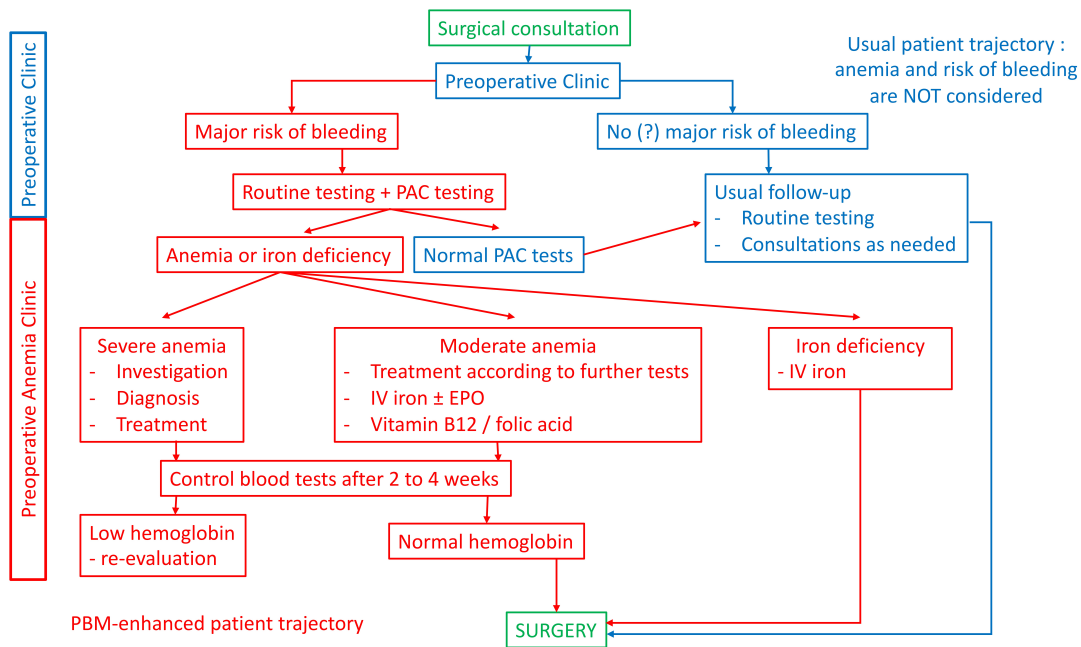 Surgical consultation
Preoperative Clinic
Usual patient trajectory :
anemia and risk of bleeding
are NOT considered
Preoperative Clinic
Major risk of bleeding
No (?) major risk of bleeding
Routine testing + PAC testing
Usual follow-up
- Routine testing
- Consultations as needed
Anemia or iron deficiency
Normal PAC tests
Preoperative Anemia Clinic
Severe anemia
- Investigation
- Diagnosis
- Treatment
Moderate anemia
- Treatment according to further tests
- IV iron ± EPO
- Vitamin B12 / folic acid
Iron deficiency
- IV iron
Control blood tests after 2 to 4 weeks
Low hemoglobin
- re-evaluation
Normal hemoglobin
PBM-enhanced patient trajectory
SURGERY